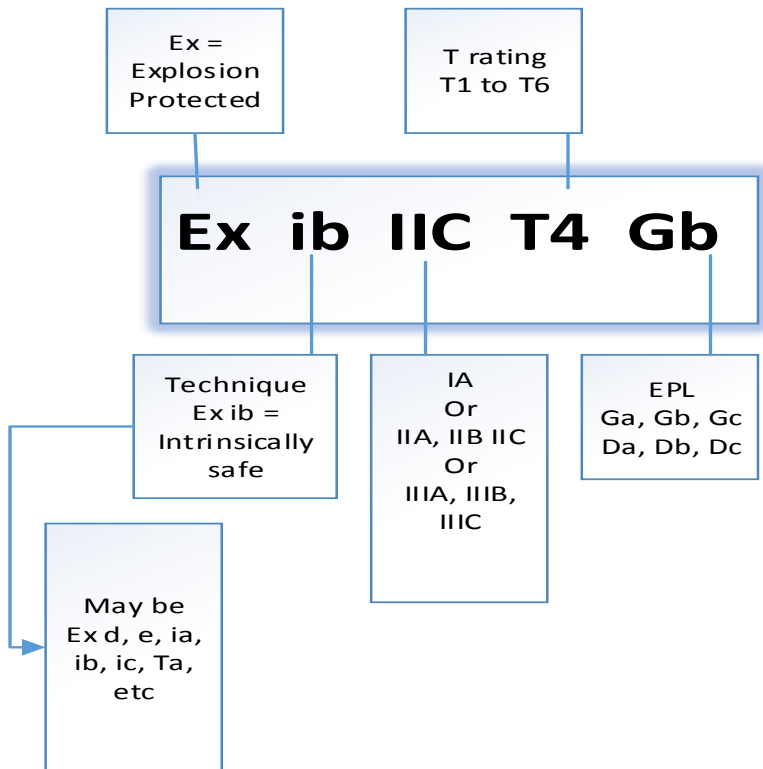 Ex =
Explosion
Protected
T rating
T1 to T6
Ex ib IIC T4 Gb
Technique
Ex ib =
Intrinsically
safe
IA
Or
IIA, IIB IIC
Or
IIIA, IIIB,
IIIC
EPL
Ga, Gb, Gc
Da, Db, Dc
May be
Ex d, e, ia,
ib, ic, Ta,
etc